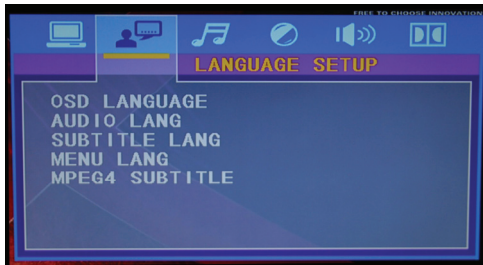 FREE TO CHOOSE INNOVATION
LANGUAGE SETUP
OSD LANGUAGE
AUDIO LANG
SUBTITLE LANG
MENU LANG
MPEG4 SUBTITLE